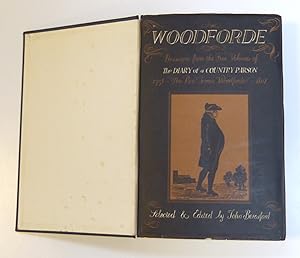 WOODFORDE
Passages from the Five Volumes of
The DIARY of a COUNTRY PARSON
1758 – The Rev. James Woodforde – 1802
Selected & Edited by John Beresford